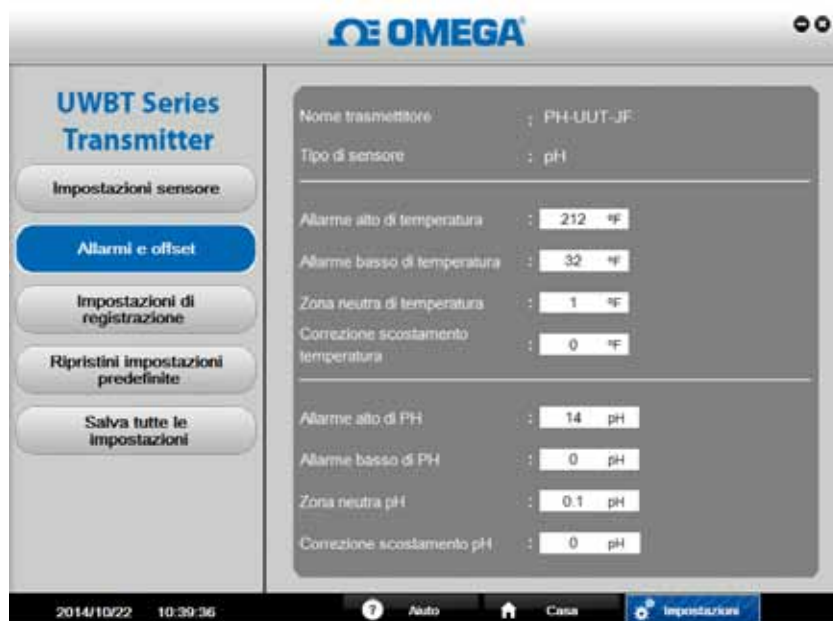 OMEGA
UWBT Series
Transmitter
Impostazioni sensore
Allarmi e offset
Impostazioni di
registrazione
Ripristini impostazioni
predefinite
Salva tutte le
impostazioni
Nome trasmettitore : PH-UUT-JF
Tipo di sensore : pH
Allarme alto di temperatura : 212 °F
Allarme basso di temperatura : 32 °F
Zona neutra di temperatura : 1 °F
Correzione scostamento
temperatura : 0 °F
Allarme alto di PH : 14 pH
Allarme basso di PH : 0 pH
Zona neutra pH : 0.1 pH
Correzione scostamento pH : 0 pH
2014/10/22 10:39:36 ? Aiuto Casa Impostazioni